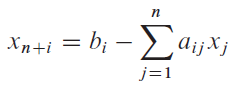 $x_{n+i} = b_i - \sum_{j=1}^{n} a_{ij} x_j$